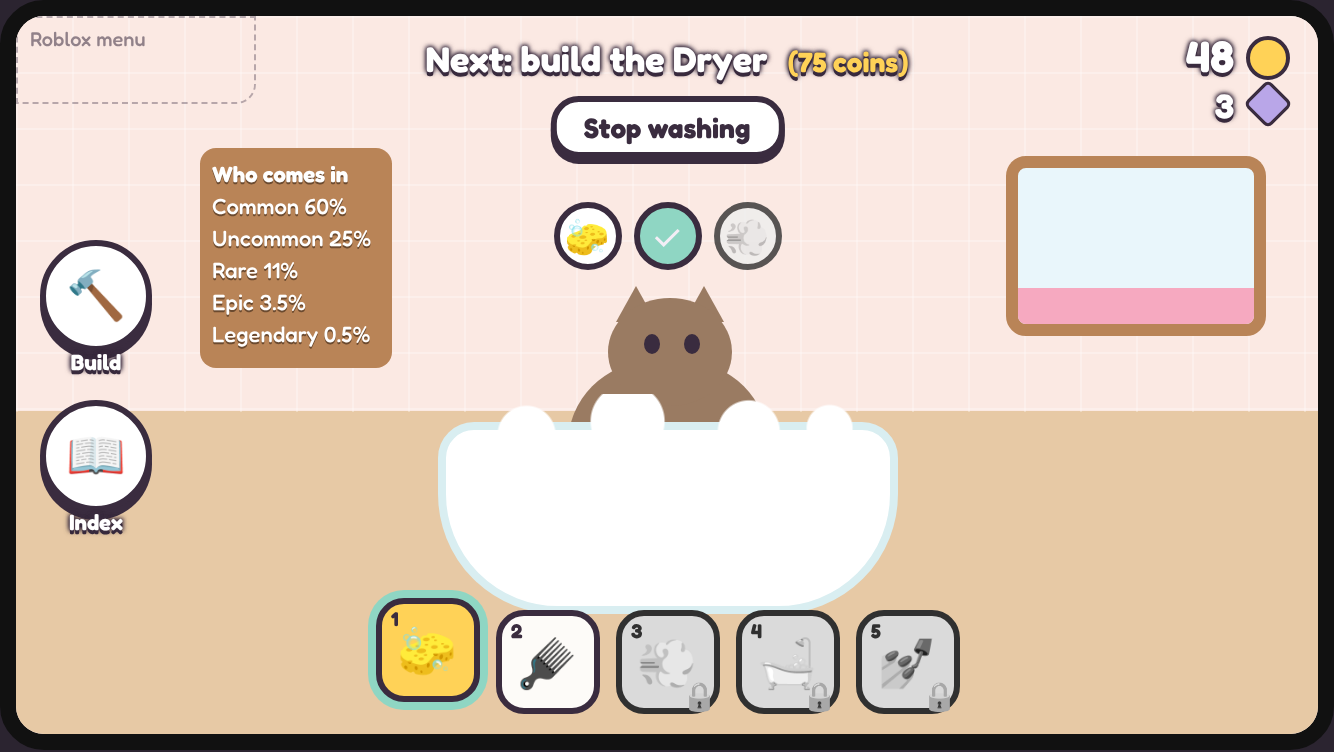 Roblox menu
Next: build the Dryer (75 coins)
48
3
Stop washing
Who comes in
Common 60%
Uncommon 25%
Rare 11%
Epic 3.5%
Legendary 0.5%
Build
Index
1
2
3
4
5